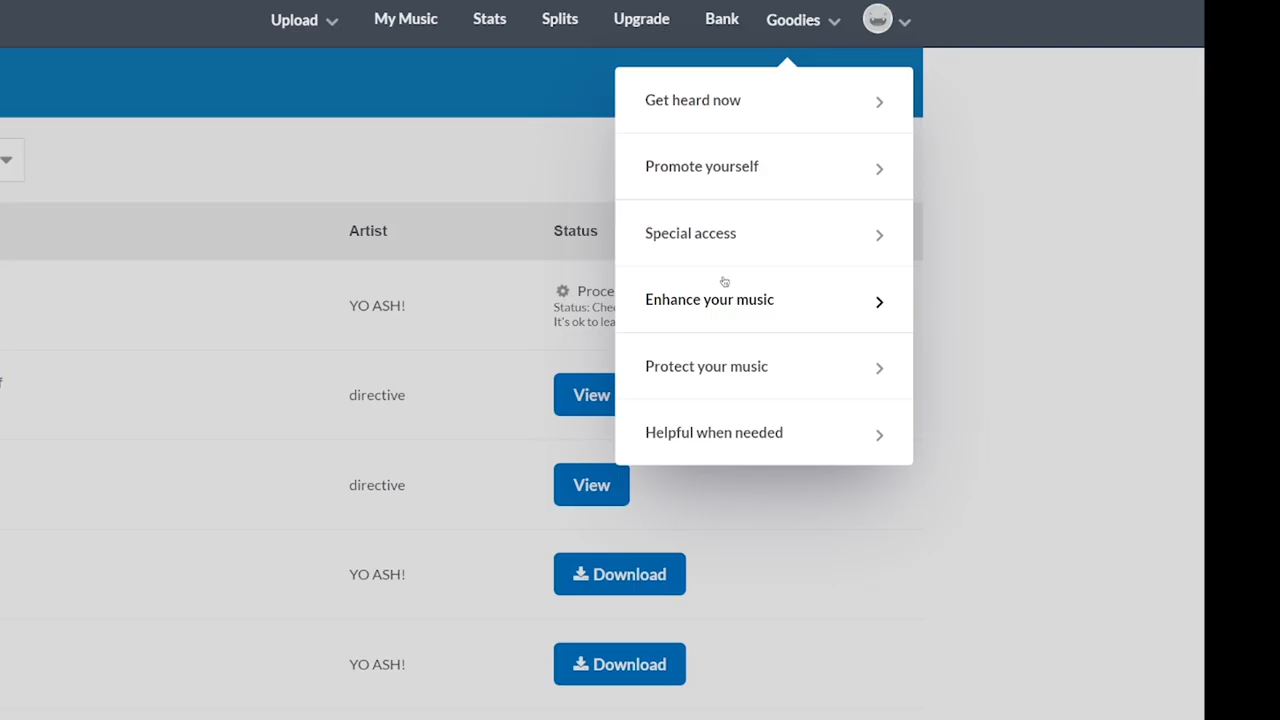 Upload My Music Stats Splits Upgrade Bank Goodies
Get heard now
Promote yourself
Special access
Enhance your music
Protect your music
Helpful when needed
Artist Status
YO ASH! Proce
Status: Che
It's ok to lea
directive View
directive View
YO ASH! Download
YO ASH! Download